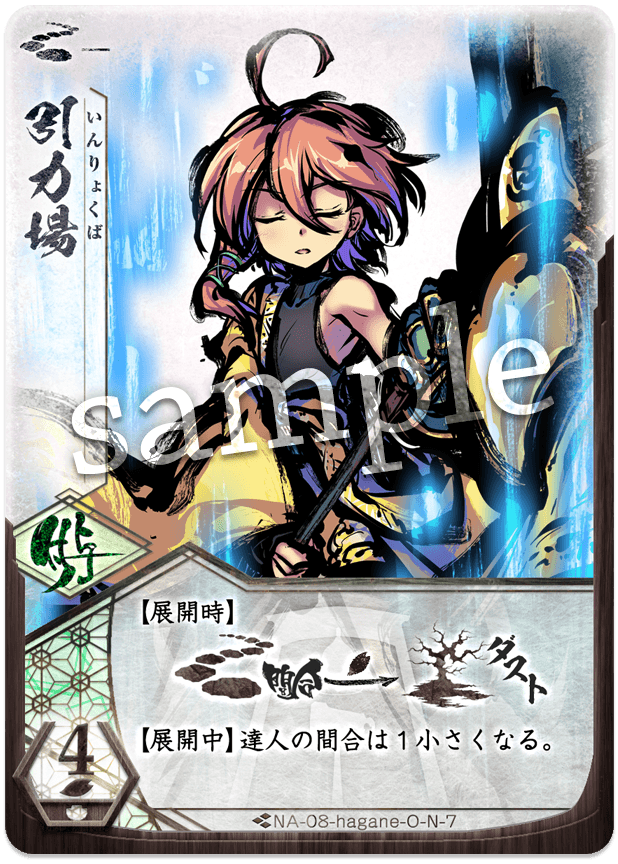 引力場
いんりょくば
sample
付与
【展開時】
間合
ダスト
【展開中】達人の間合は1小さくなる。
4
NA-08-hagane-O-N-7